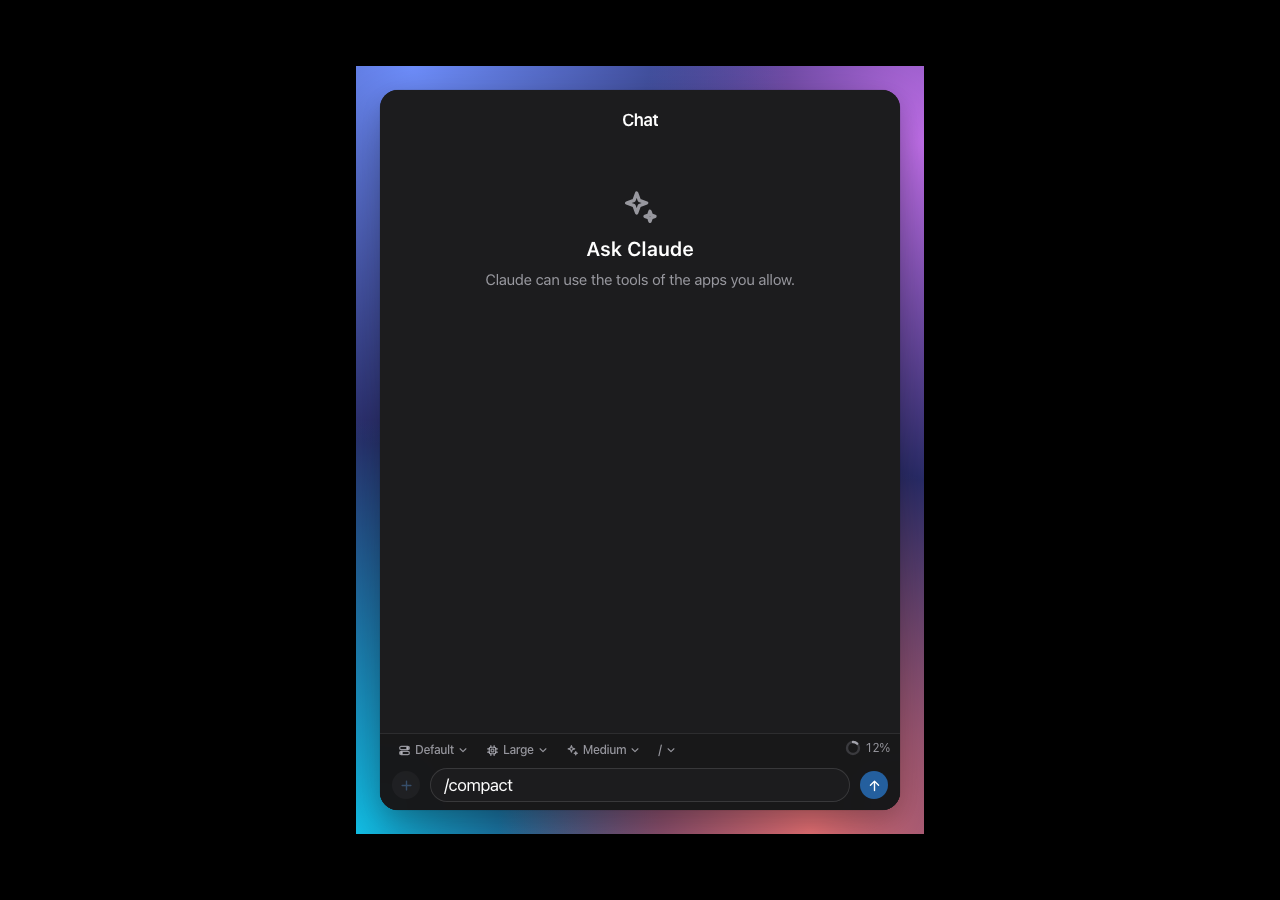 Chat
Ask Claude
Claude can use the tools of the apps you allow.
Default Large Medium / 12%
/compact